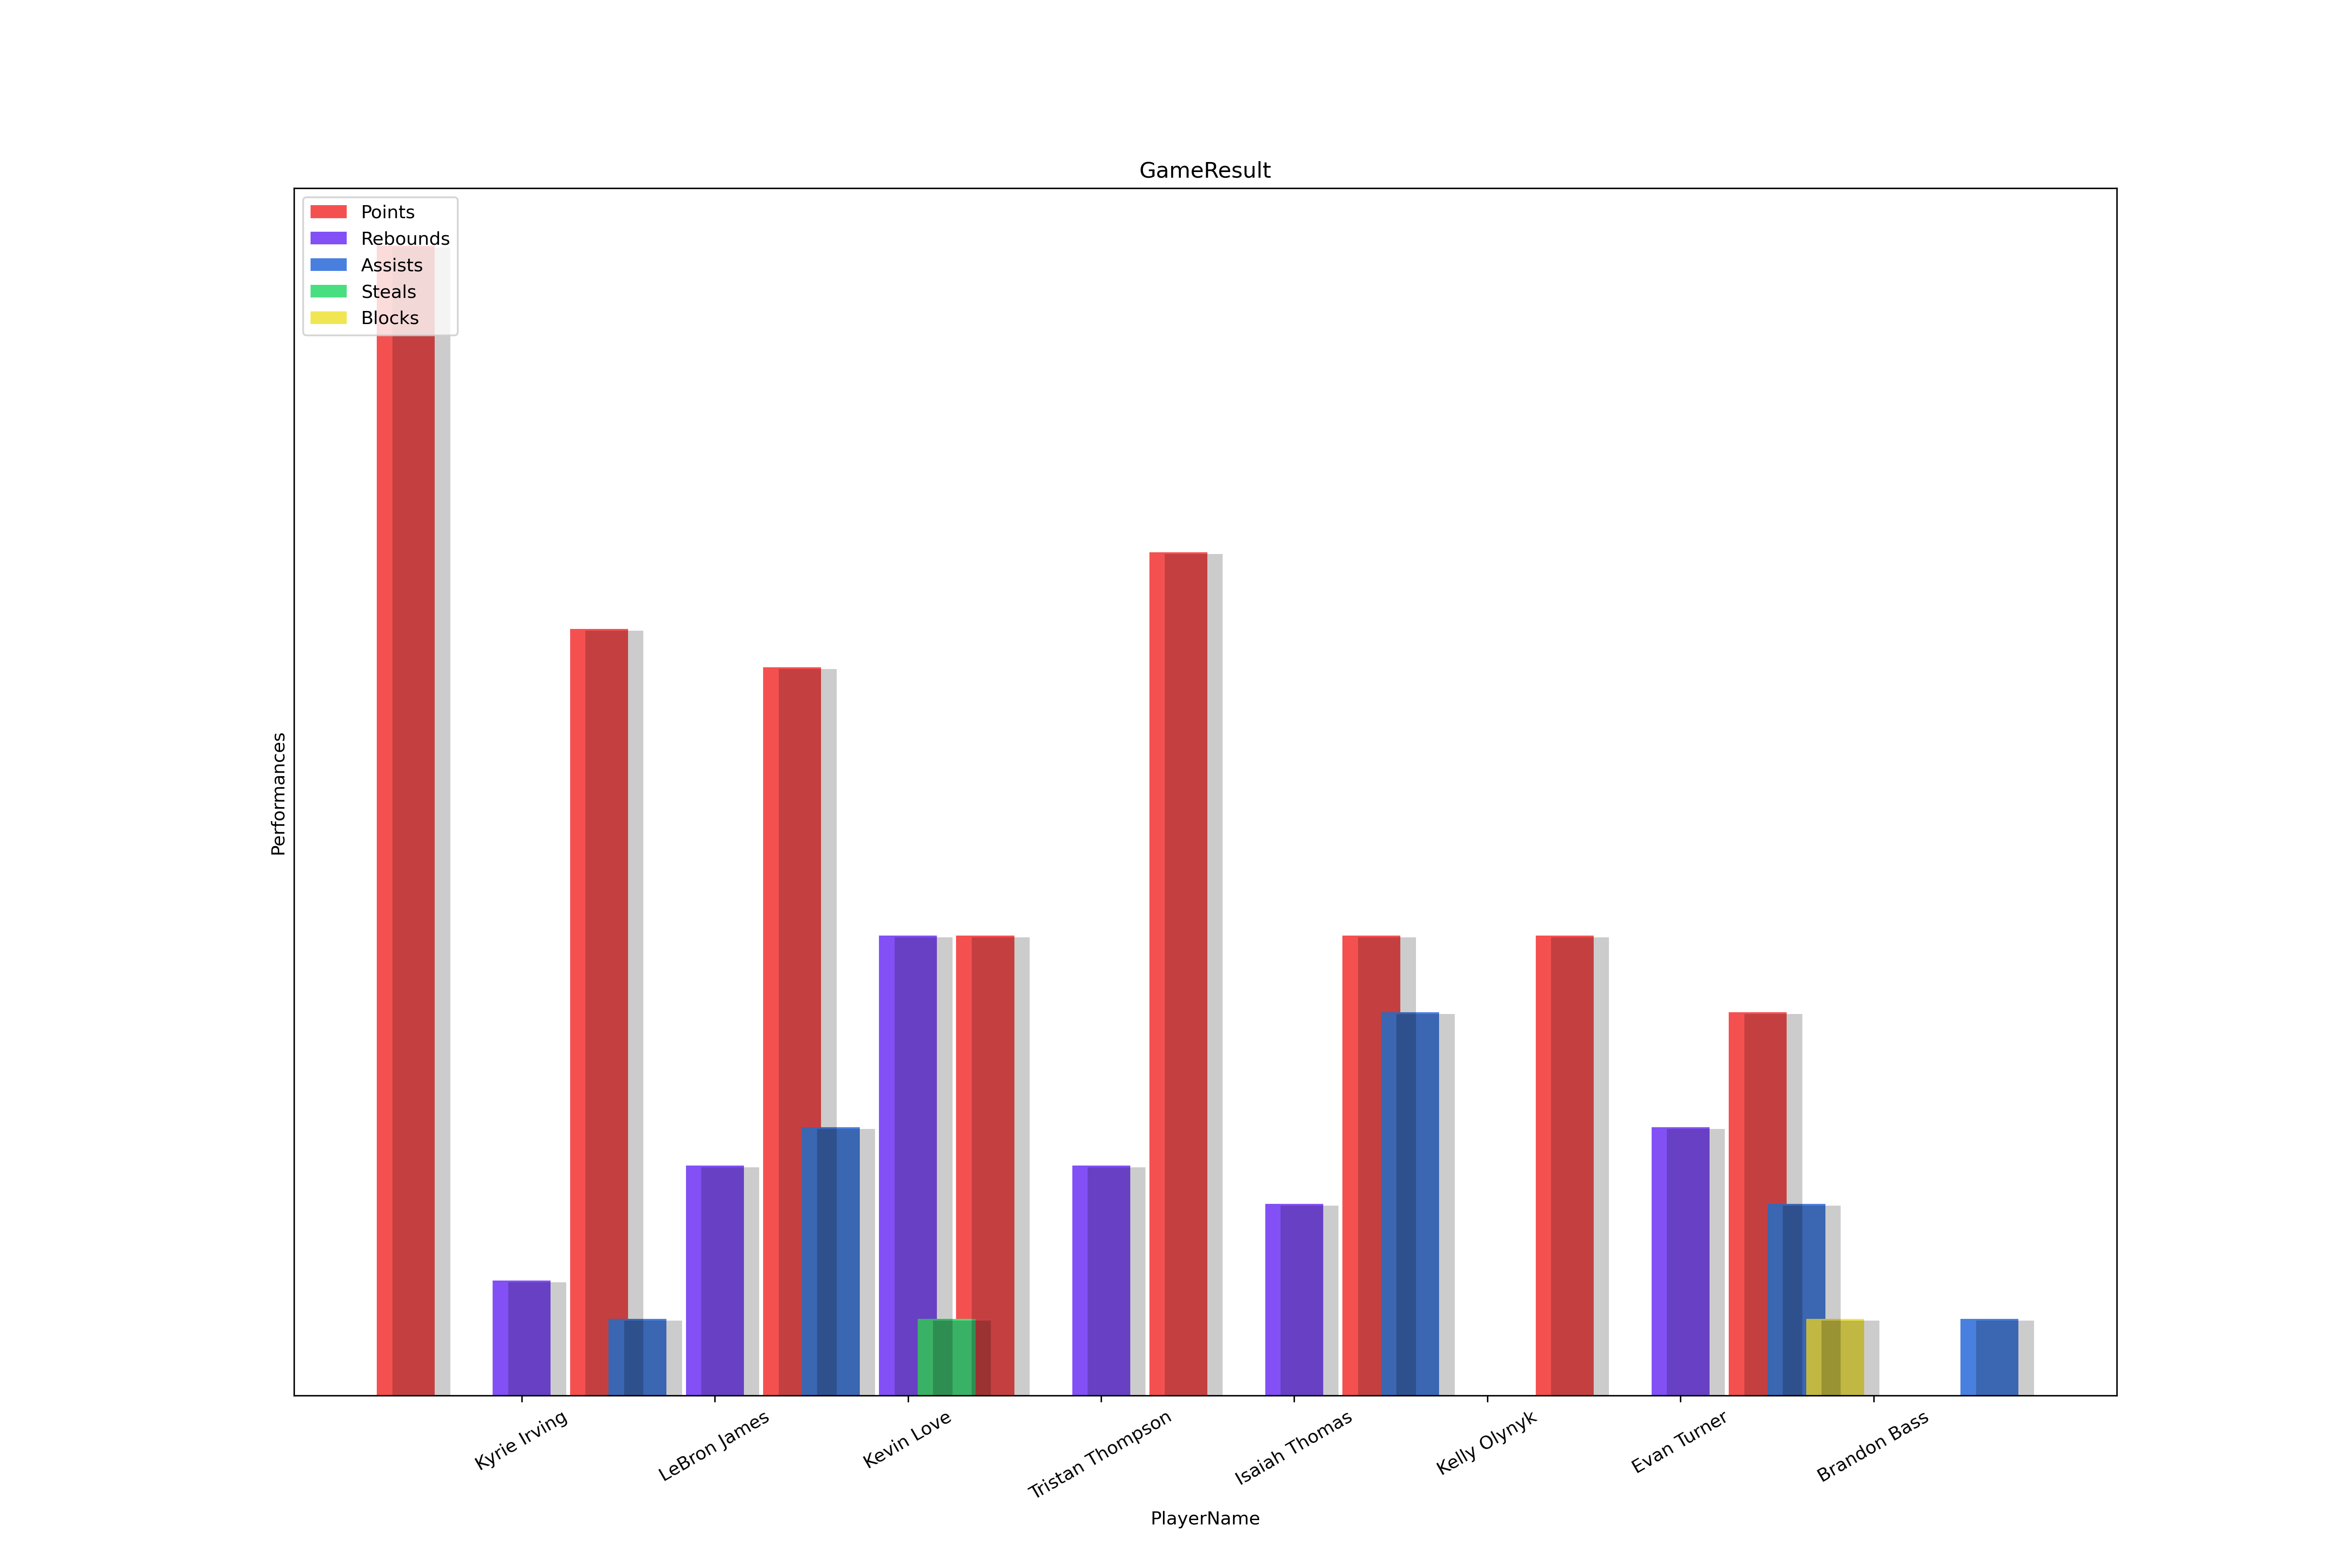 GameResult
Points
Rebounds
Assists
Steals
Blocks
Performances
Kyrie Irving
LeBron James
Kevin Love
Tristan Thompson
Isaiah Thomas
Kelly Olynyk
Evan Turner
Brandon Bass
PlayerName